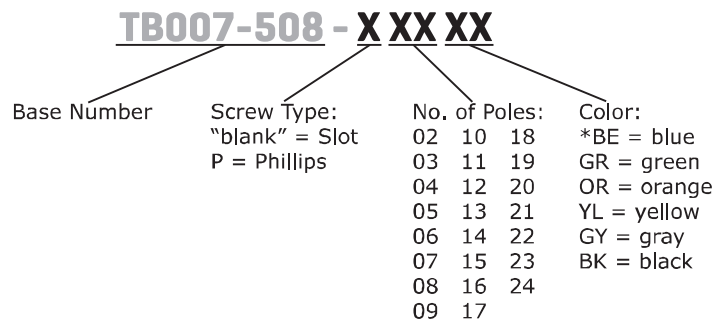 TB007-508 - X XX XX
Base Number Screw Type: No. of Poles: Color:
"blank" = Slot 02 10 18 *BE = blue
P = Phillips 03 11 19 GR = green
04 12 20 OR = orange
05 13 21 YL = yellow
06 14 22 GY = gray
07 15 23 BK = black
08 16 24
09 17